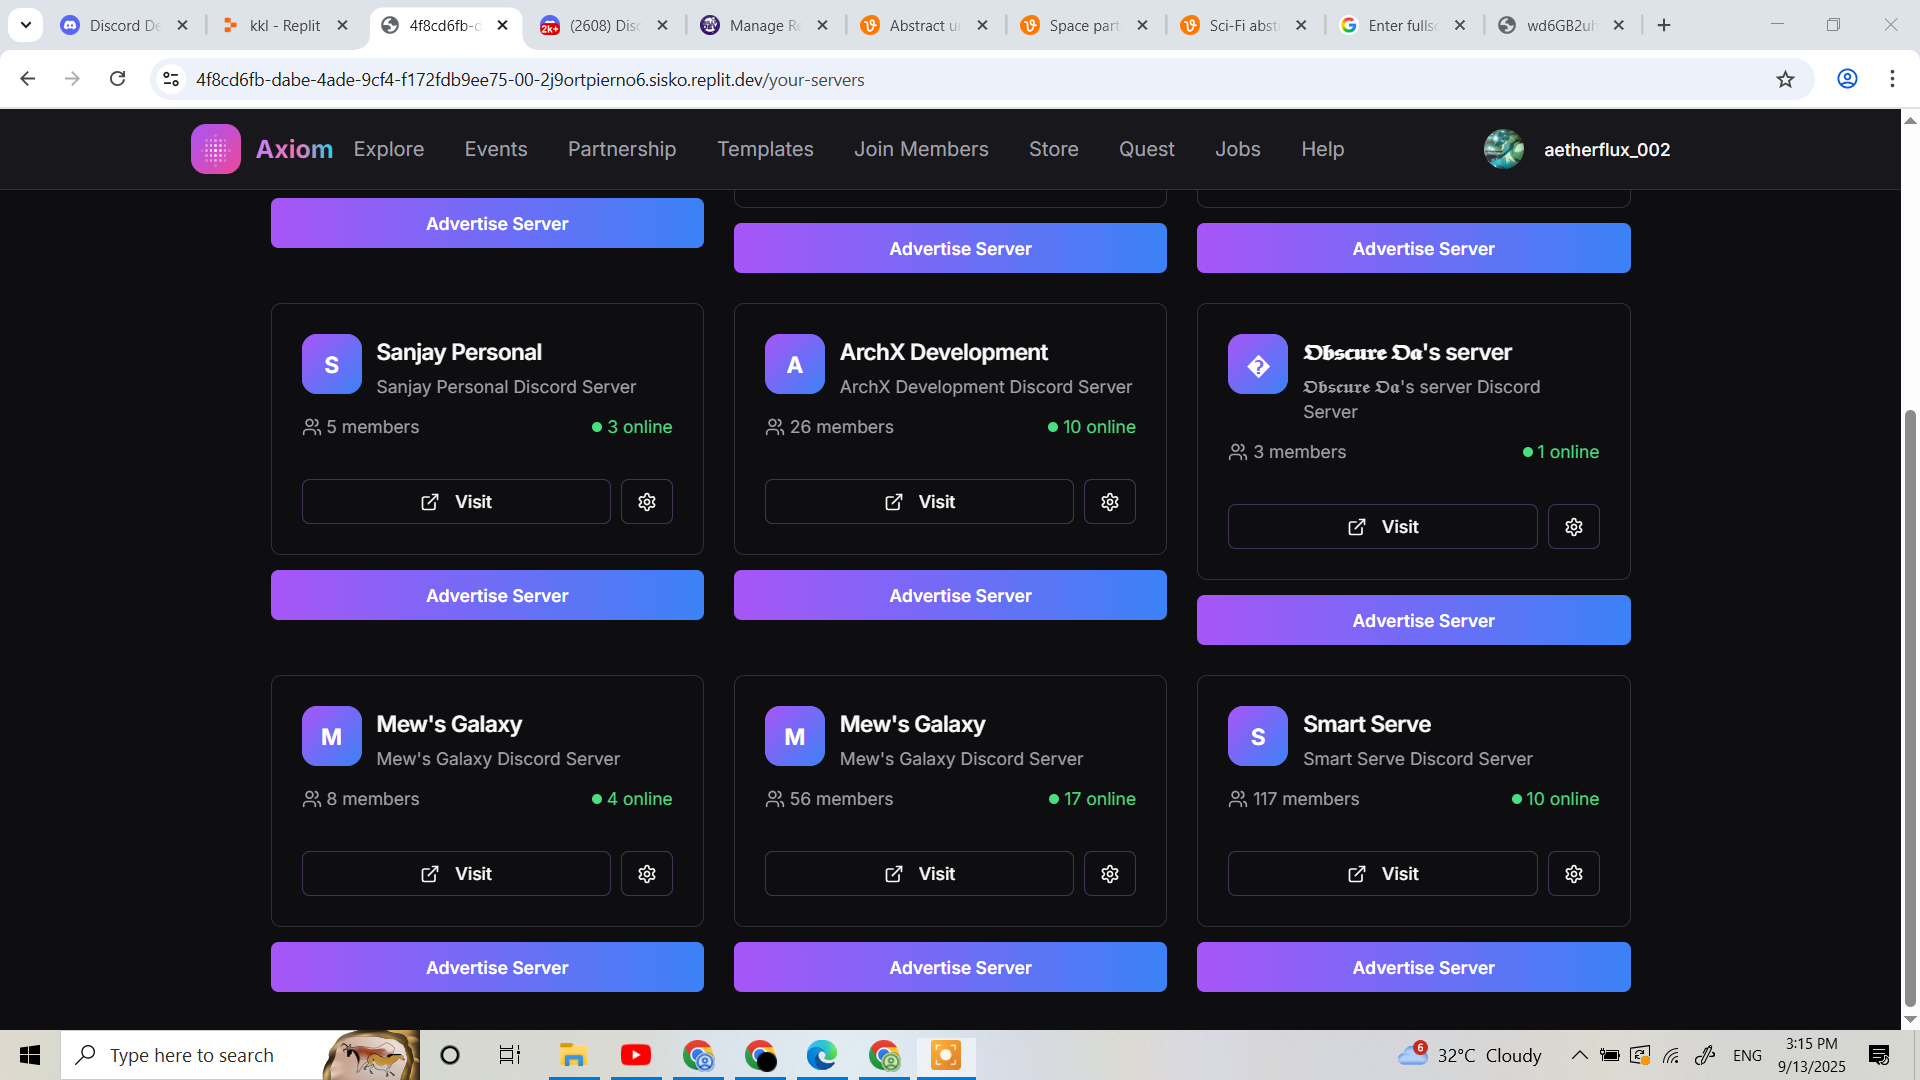 Discord De
kkl - Replit
4f8cd6fb-d
(2608) Disc
Manage Re
Abstract u
Space part
Sci-Fi abst
Enter fulls
wd6GB2uh
4f8cd6fb-dabe-4ade-9cf4-f172fdb9ee75-00-2j9ortpierno6.sisko.replit.dev/your-servers
Axiom
Explore
Events
Partnership
Templates
Join Members
Store
Quest
Jobs
Help
aetherflux_002
Advertise Server
Advertise Server
Advertise Server
S
Sanjay Personal
Sanjay Personal Discord Server
5 members
3 online
Visit
Advertise Server
A
ArchX Development
ArchX Development Discord Server
26 members
10 online
Visit
Advertise Server
�
𝕺𝖇𝖘𝖈𝖚𝖗𝖊 𝕯𝖆's server
𝕺𝖇𝖘𝖈𝖚𝖗𝖊 𝕯𝖆's server Discord
Server
3 members
1 online
Visit
Advertise Server
M
Mew's Galaxy
Mew's Galaxy Discord Server
8 members
4 online
Visit
Advertise Server
M
Mew's Galaxy
Mew's Galaxy Discord Server
56 members
17 online
Visit
Advertise Server
S
Smart Serve
Smart Serve Discord Server
117 members
10 online
Visit
Advertise Server
Type here to search
6
32°C Cloudy
ENG
3:15 PM
9/13/2025